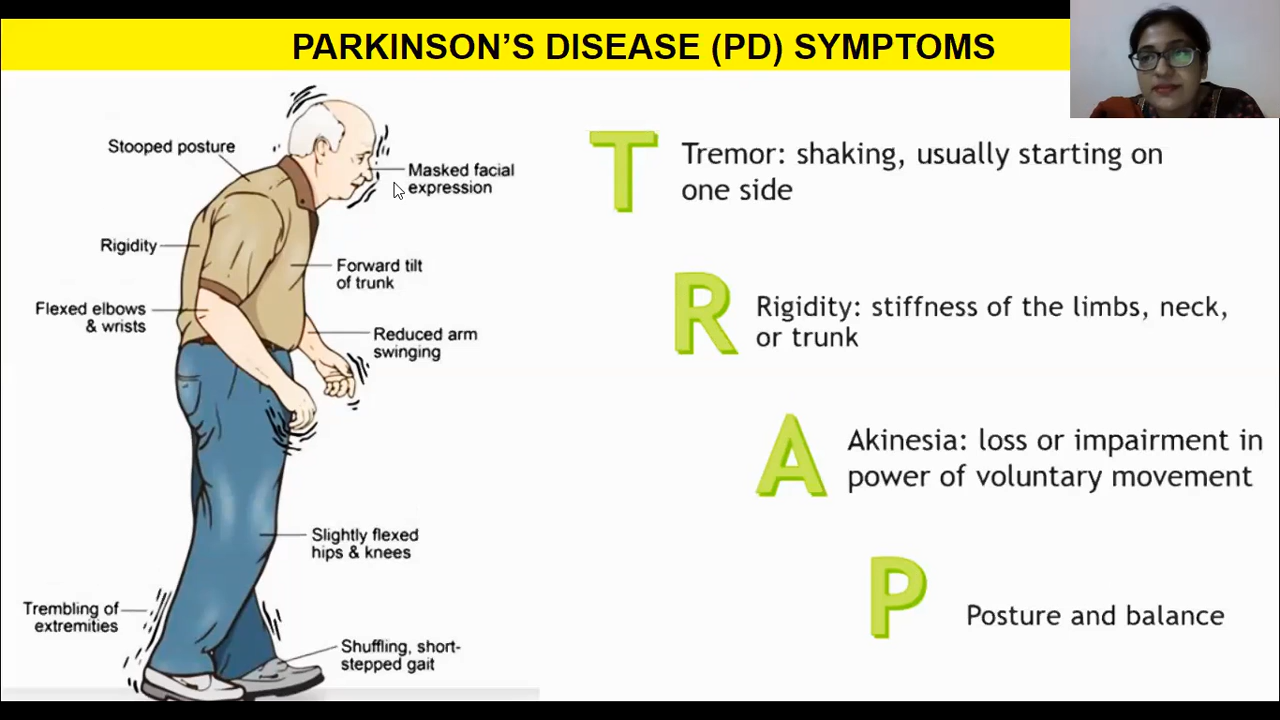 PARKINSON’S DISEASE (PD) SYMPTOMS
Stooped posture
Masked facial
expression
Rigidity
Forward tilt
of trunk
Flexed elbows
& wrists
Reduced arm
swinging
Slightly flexed
hips & knees
Trembling of
extremities
Shuffling, short-
stepped gait
T
Tremor: shaking, usually starting on
one side
R
Rigidity: stiffness of the limbs, neck,
or trunk
A
Akinesia: loss or impairment in
power of voluntary movement
P
Posture and balance